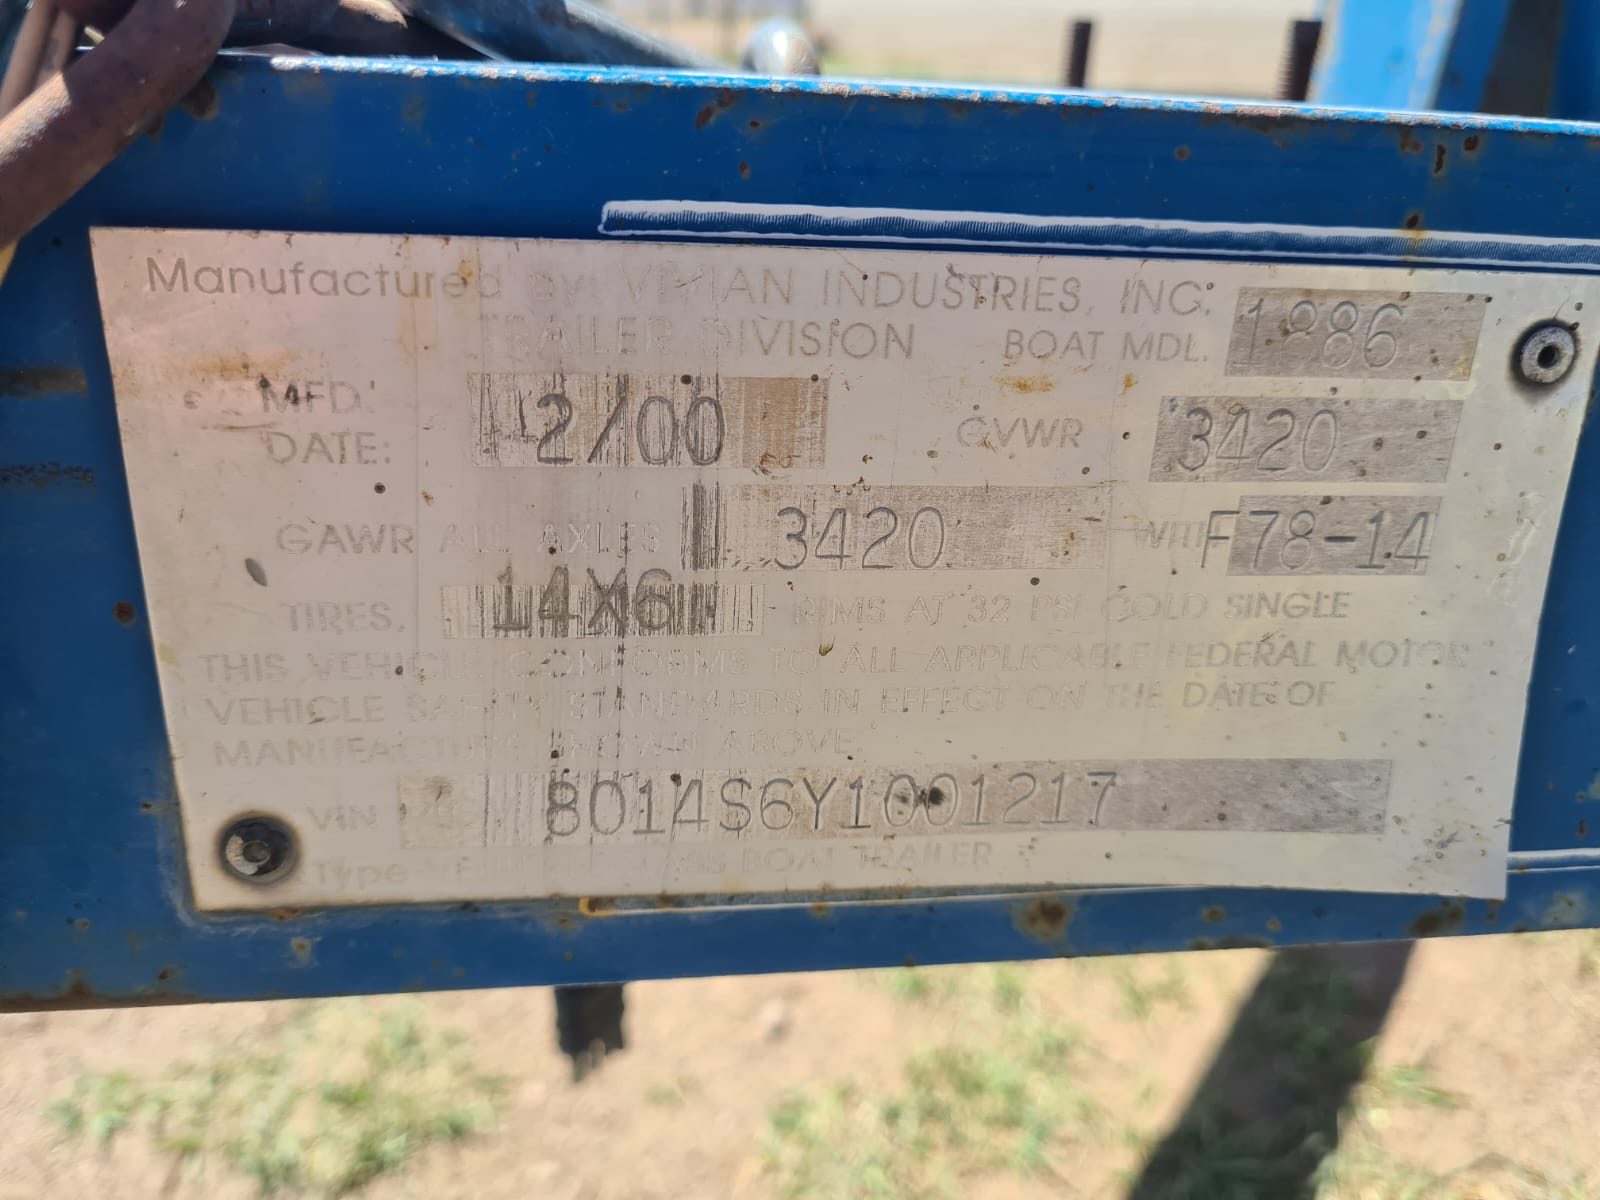 Manufactured by: VIVIAN INDUSTRIES, INC.
TRAILER DIVISION BOAT MDL. 1886
MFD. DATE: 2/00 GVWR 3420
GAWR ALL AXLES 3420 WITH F78-14
TIRES, 14X6 RIMS AT 32 PSI COLD SINGLE
THIS VEHICLE CONFORMS TO ALL APPLICABLE FEDERAL MOTOR
VEHICLE SAFETY STANDARDS IN EFFECT ON THE DATE OF
MANUFACTURE SHOWN ABOVE.
VIN 8014S6Y1001217
Type BOAT TRAILER